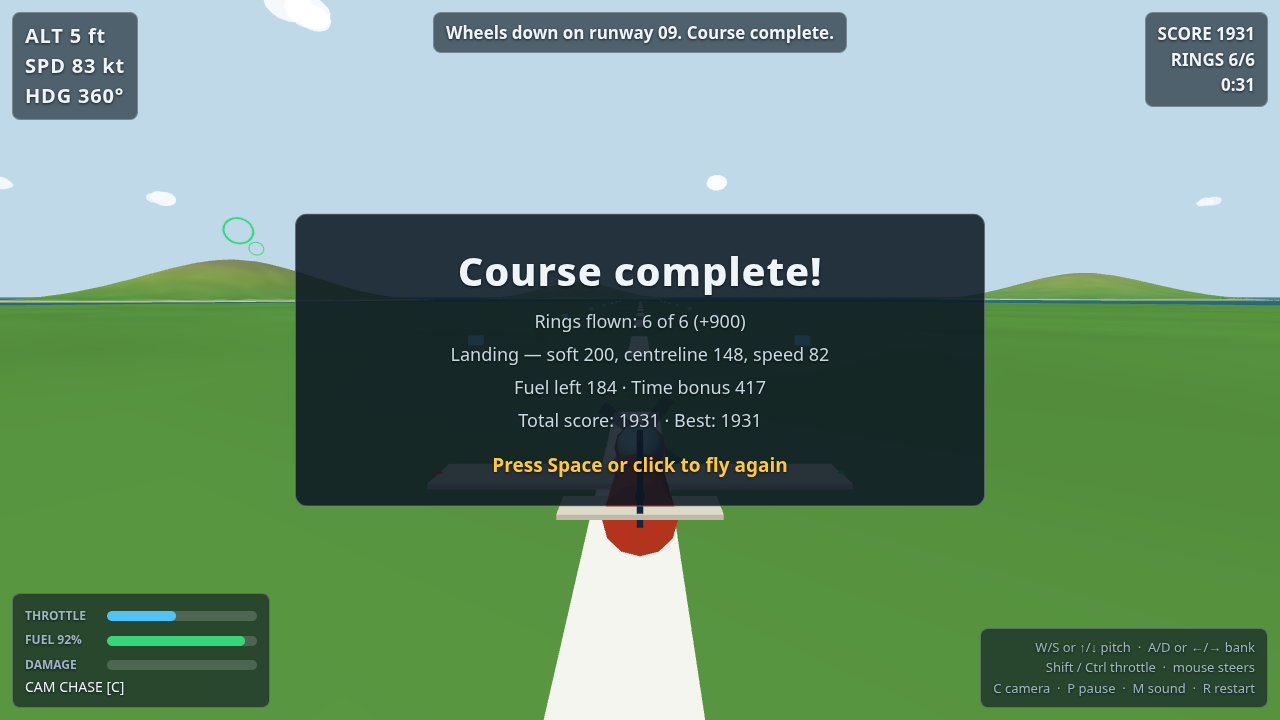 ALT 5 ft
SPD 83 kt
HDG 360°
Wheels down on runway 09. Course complete.
SCORE 1931
RINGS 6/6
0:31
Course complete!
Rings flown: 6 of 6 (+900)
Landing — soft 200, centreline 148, speed 82
Fuel left 184 · Time bonus 417
Total score: 1931 · Best: 1931
Press Space or click to fly again
THROTTLE
FUEL 92%
DAMAGE
CAM CHASE [C]
W/S or ↑/↓ pitch · A/D or ←/→ bank
Shift / Ctrl throttle · mouse steers
C camera · P pause · M sound · R restart